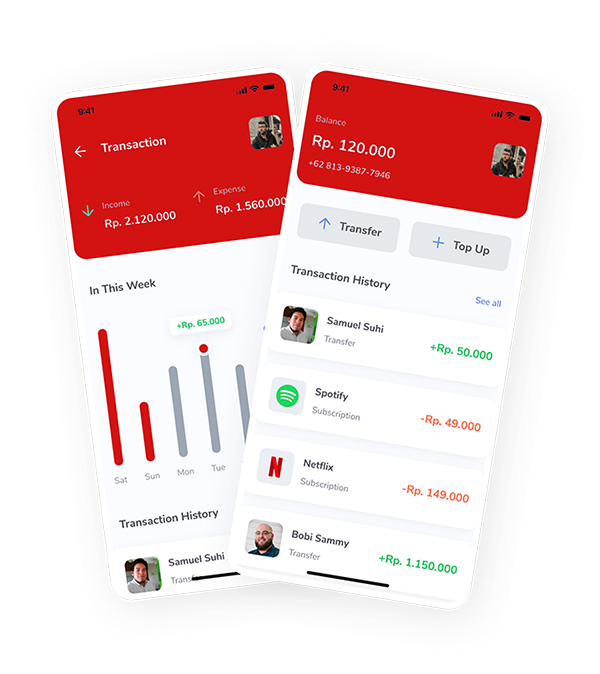 9:41
Transaction
Income
Rp. 2.120.000
Expense
Rp. 1.560.000
In This Week
+Rp. 65.000
Sat
Sun
Mon
Tue
Transaction History
Samuel Suhi
Transfer
9:41
Balance
Rp. 120.000
+62 813-9387-7946
Transfer
Top Up
Transaction History
See all
Samuel Suhi
Transfer
+Rp. 50.000
Spotify
Subscription
-Rp. 49.000
Netflix
Subscription
-Rp. 149.000
Bobi Sammy
Transfer
+Rp. 1.150.000